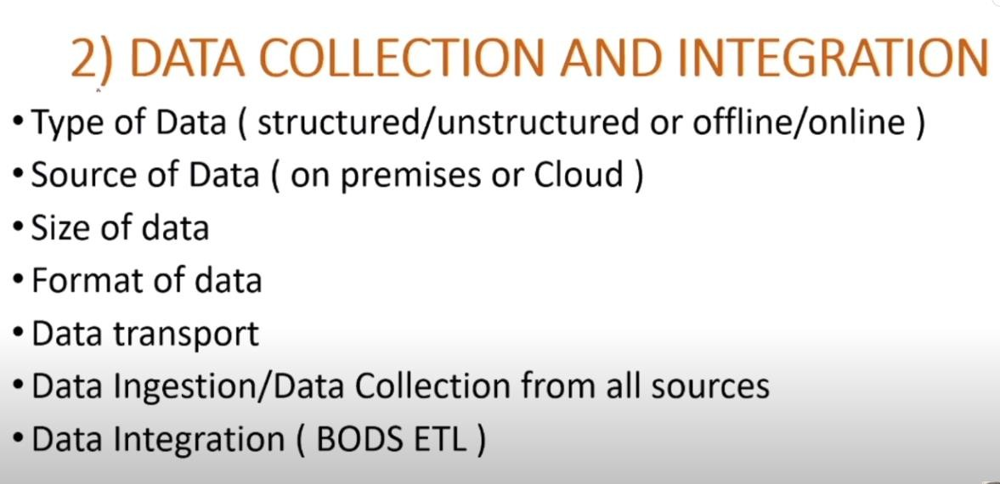 2) DATA COLLECTION AND INTEGRATION
• Type of Data ( structured/unstructured or offline/online )
• Source of Data ( on premises or Cloud )
• Size of data
• Format of data
• Data transport
• Data Ingestion/Data Collection from all sources
• Data Integration ( BODS ETL )